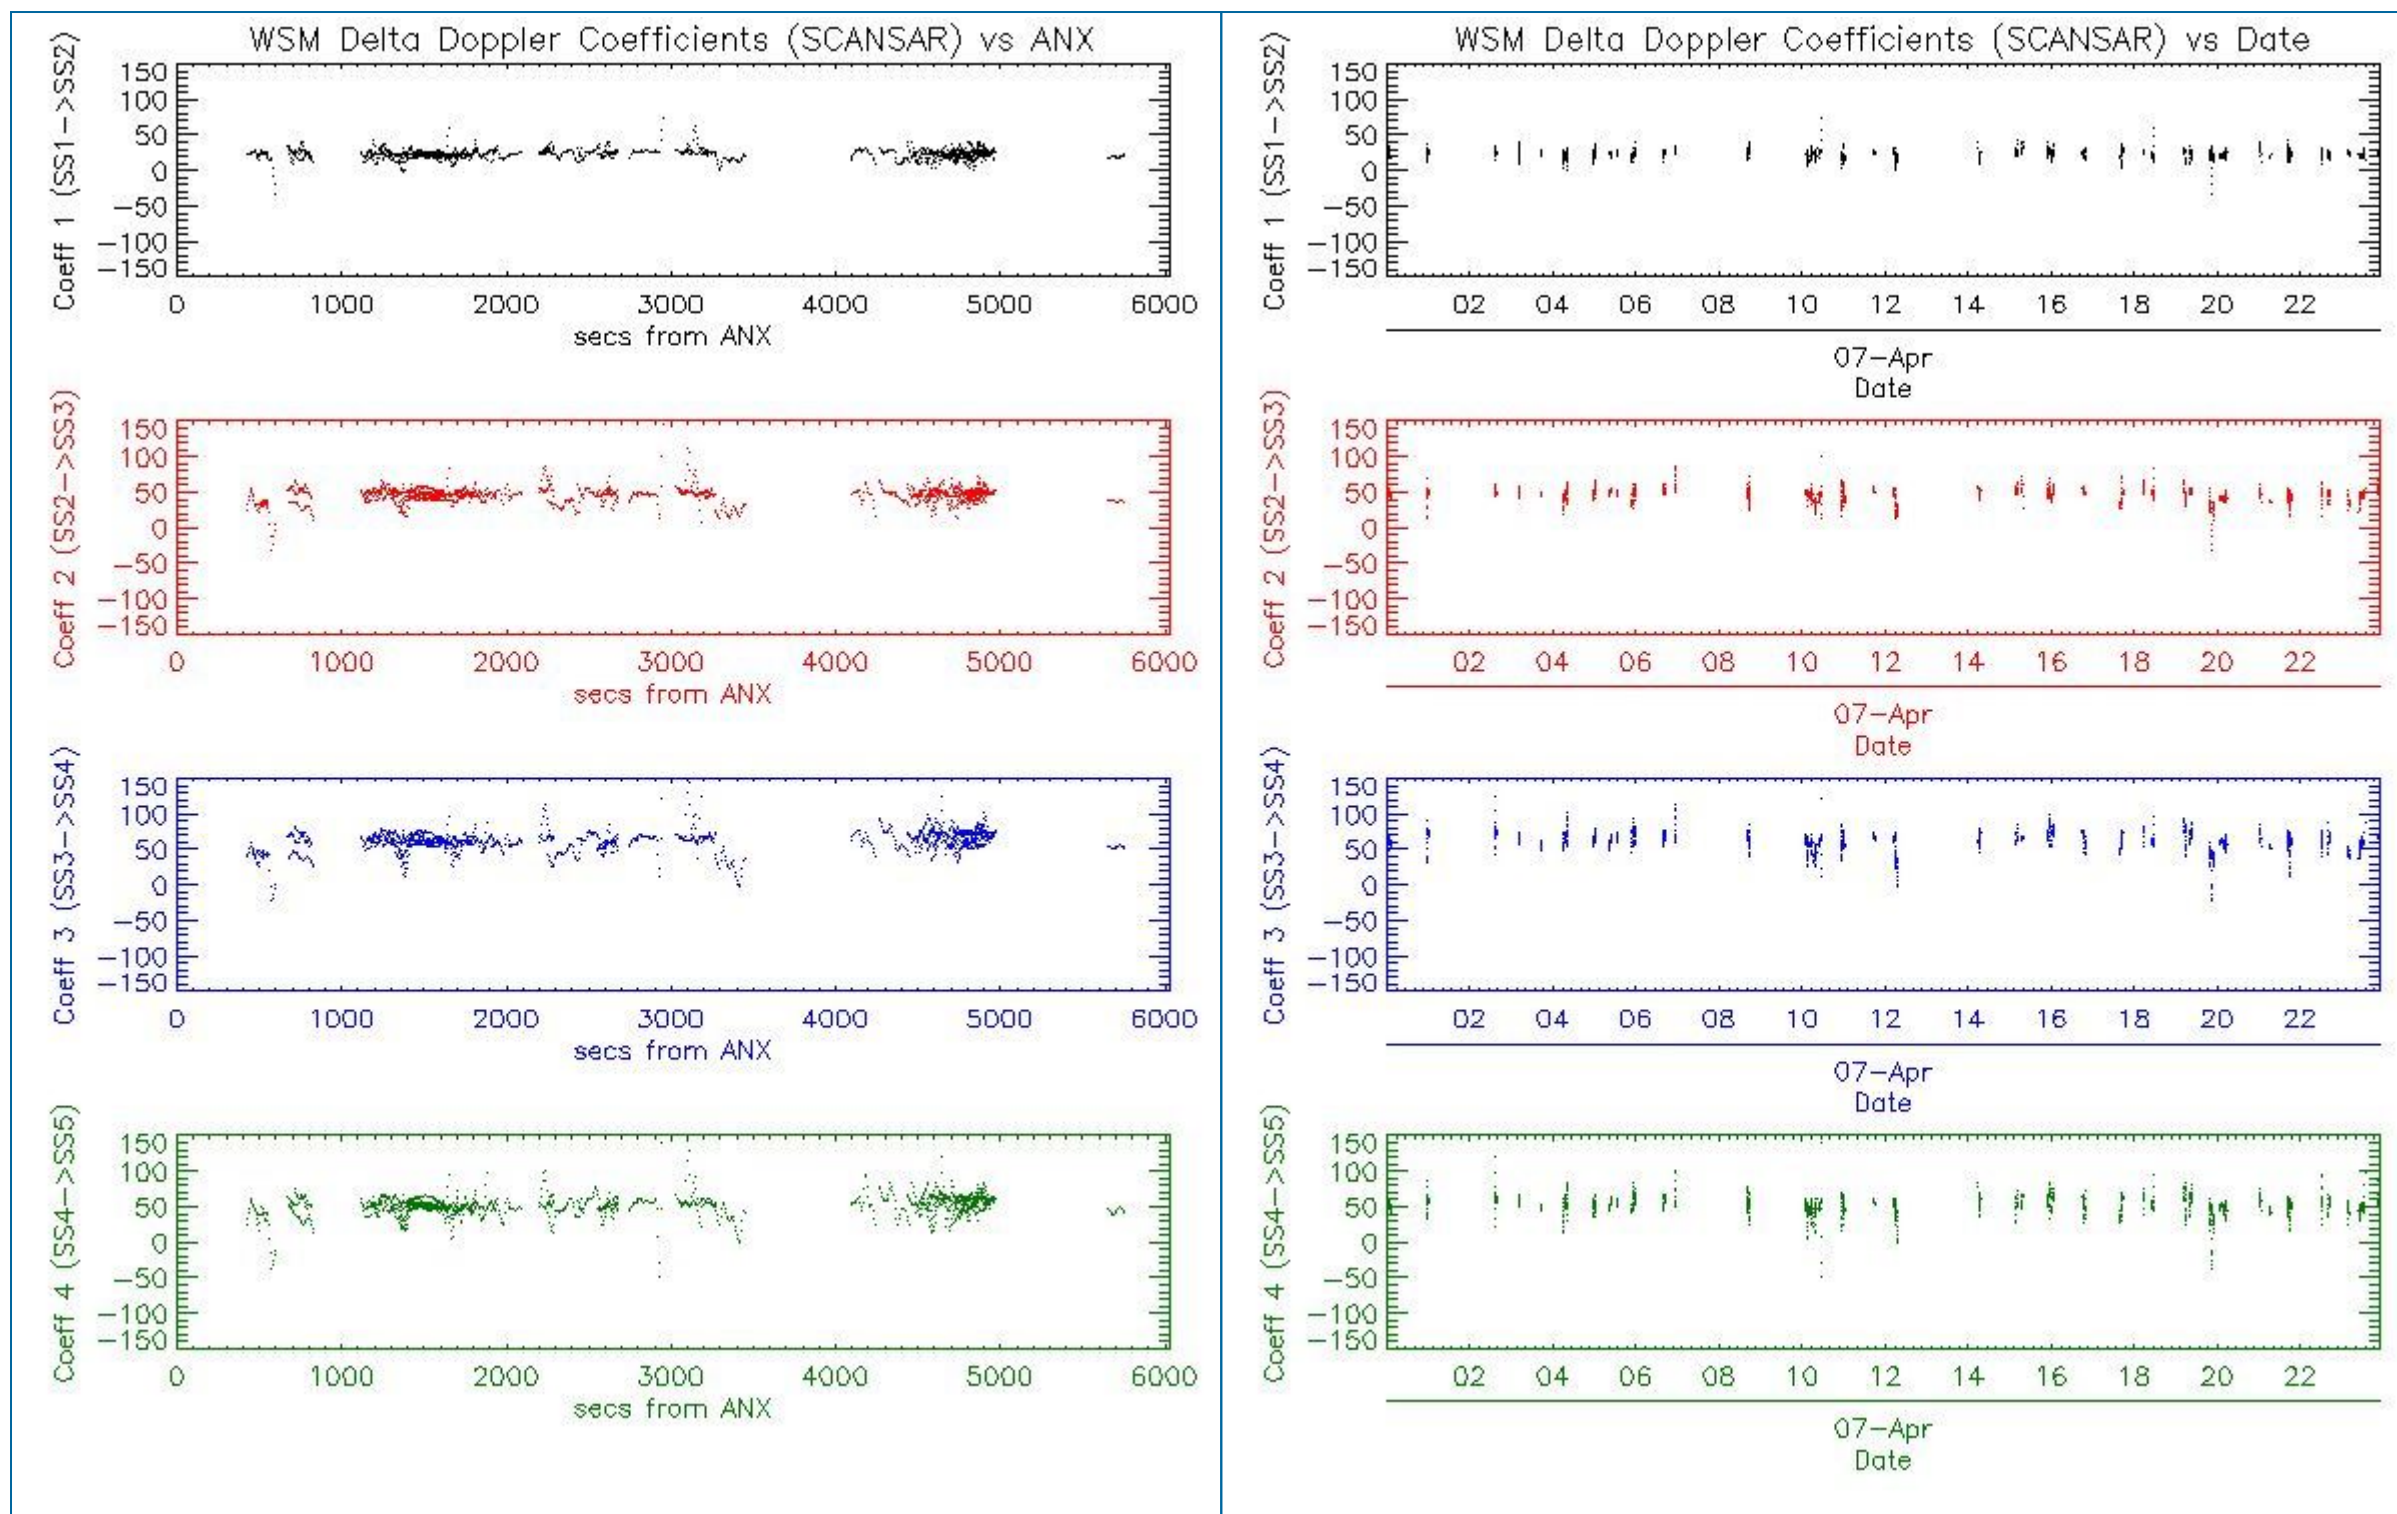 WSM Delta Doppler Coefficients (SCANSAR) vs ANX
Coeff 1 (SS1->SS2)
150
100
50
0
-50
-100
-150
0 1000 2000 3000 4000 5000 6000
secs from ANX
Coeff 2 (SS2->SS3)
150
100
50
0
-50
-100
-150
0 1000 2000 3000 4000 5000 6000
secs from ANX
Coeff 3 (SS3->SS4)
150
100
50
0
-50
-100
-150
0 1000 2000 3000 4000 5000 6000
secs from ANX
Coeff 4 (SS4->SS5)
150
100
50
0
-50
-100
-150
0 1000 2000 3000 4000 5000 6000
secs from ANX
WSM Delta Doppler Coefficients (SCANSAR) vs Date
Coeff 1 (SS1->SS2)
150
100
50
0
-50
-100
-150
02 04 06 08 10 12 14 16 18 20 22
07-Apr
Date
Coeff 2 (SS2->SS3)
150
100
50
0
-50
-100
-150
02 04 06 08 10 12 14 16 18 20 22
07-Apr
Date
Coeff 3 (SS3->SS4)
150
100
50
0
-50
-100
-150
02 04 06 08 10 12 14 16 18 20 22
07-Apr
Date
Coeff 4 (SS4->SS5)
150
100
50
0
-50
-100
-150
02 04 06 08 10 12 14 16 18 20 22
07-Apr
Date